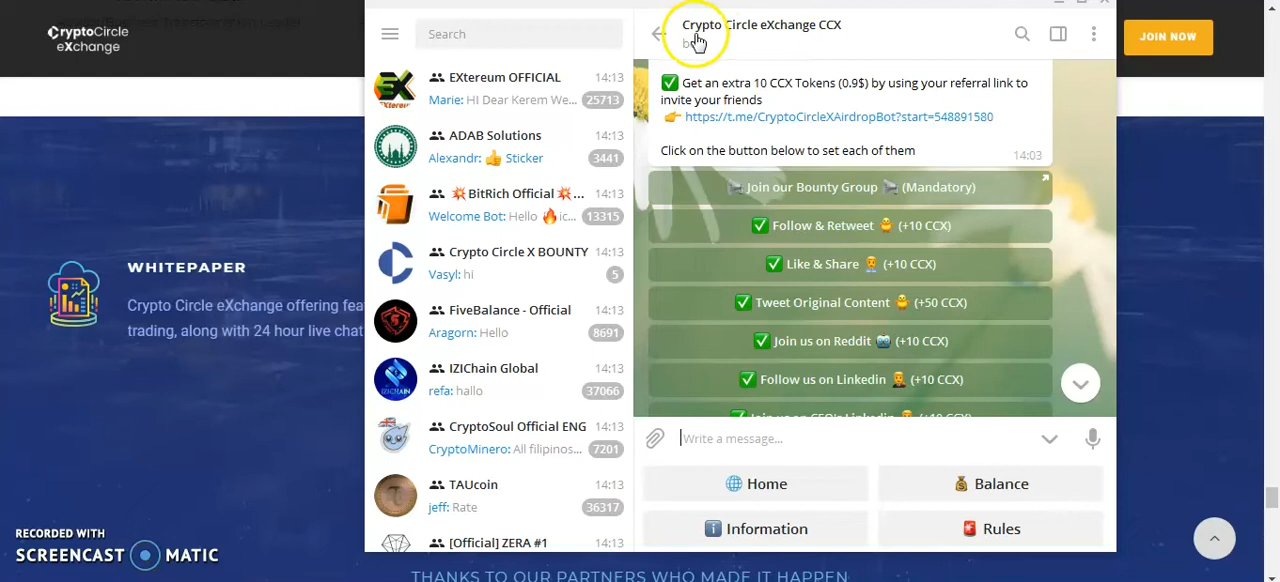 CryptoCircle
eXchange
JOIN NOW
WHITEPAPER
Crypto Circle eXchange offering fea
trading, along with 24 hour live chat
RECORDED WITH
SCREENCAST MATIC
THANKS TO OUR PARTNERS WHO MADE IT HAPPEN
Search
EXtereum OFFICIAL 14:13
Marie: HI Dear Kerem We... 25713
ADAB Solutions 14:13
Alexandr: 👍 Sticker 3441
💥BitRich Official 💥... 14:13
Welcome Bot: Hello 🔥ic... 13315
Crypto Circle X BOUNTY 14:13
Vasyl: hi 5
FiveBalance - Official 14:13
Aragorn: Hello 8691
IZIChain Global 14:13
refa: hallo 37066
CryptoSoul Official ENG 14:13
CryptoMinero: All filipinos... 7201
TAUcoin 14:13
jeff: Rate 36317
[Official] ZERA #1 14:13
Crypto Circle eXchange CCX
✅ Get an extra 10 CCX Tokens (0.9$) by using your referral link to
invite your friends
👉 https://t.me/CryptoCircleXAirdropBot?start=548891580
Click on the button below to set each of them
14:03
Join our Bounty Group (Mandatory)
✅ Follow & Retweet 🐥 (+10 CCX)
✅ Like & Share (+10 CCX)
✅ Tweet Original Content 🐥 (+50 CCX)
✅ Join us on Reddit (+10 CCX)
✅ Follow us on Linkedin (+10 CCX)
✅ Join us on CEO's Linkedin (+10 CCX)
Write a message...
🌐 Home
💰 Balance
ℹ️ Information
🚨 Rules